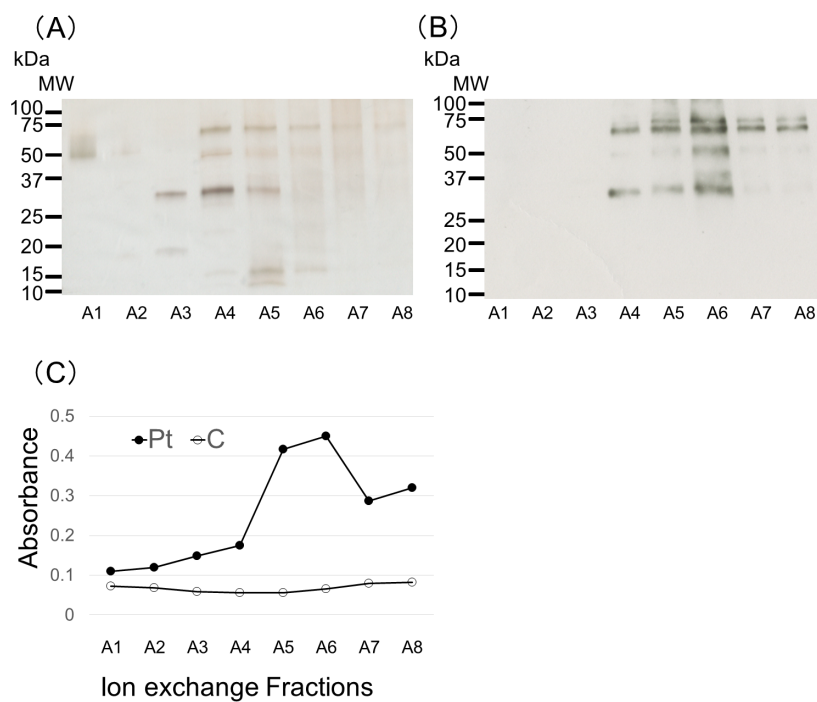 (A)
kDa
MW
100
75
50
37
25
20
15
10
A1 A2 A3 A4 A5 A6 A7 A8
(B)
kDa
MW
100
75
50
37
25
20
15
10
A1 A2 A3 A4 A5 A6 A7 A8
(C)
Absorbance
0.5
0.4
0.3
0.2
0.1
0
Pt C
A1 A2 A3 A4 A5 A6 A7 A8
Ion exchange Fractions